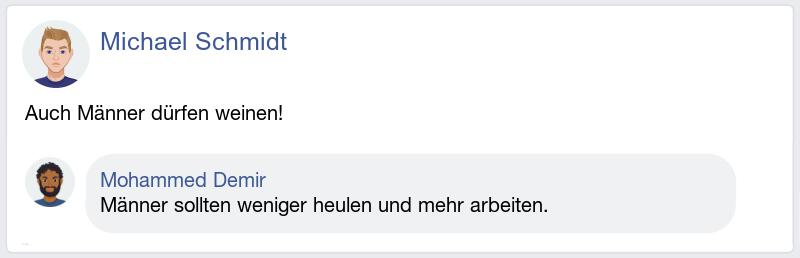 Michael Schmidt
Auch Männer dürfen weinen!
Mohammed Demir
Männer sollten weniger heulen und mehr arbeiten.